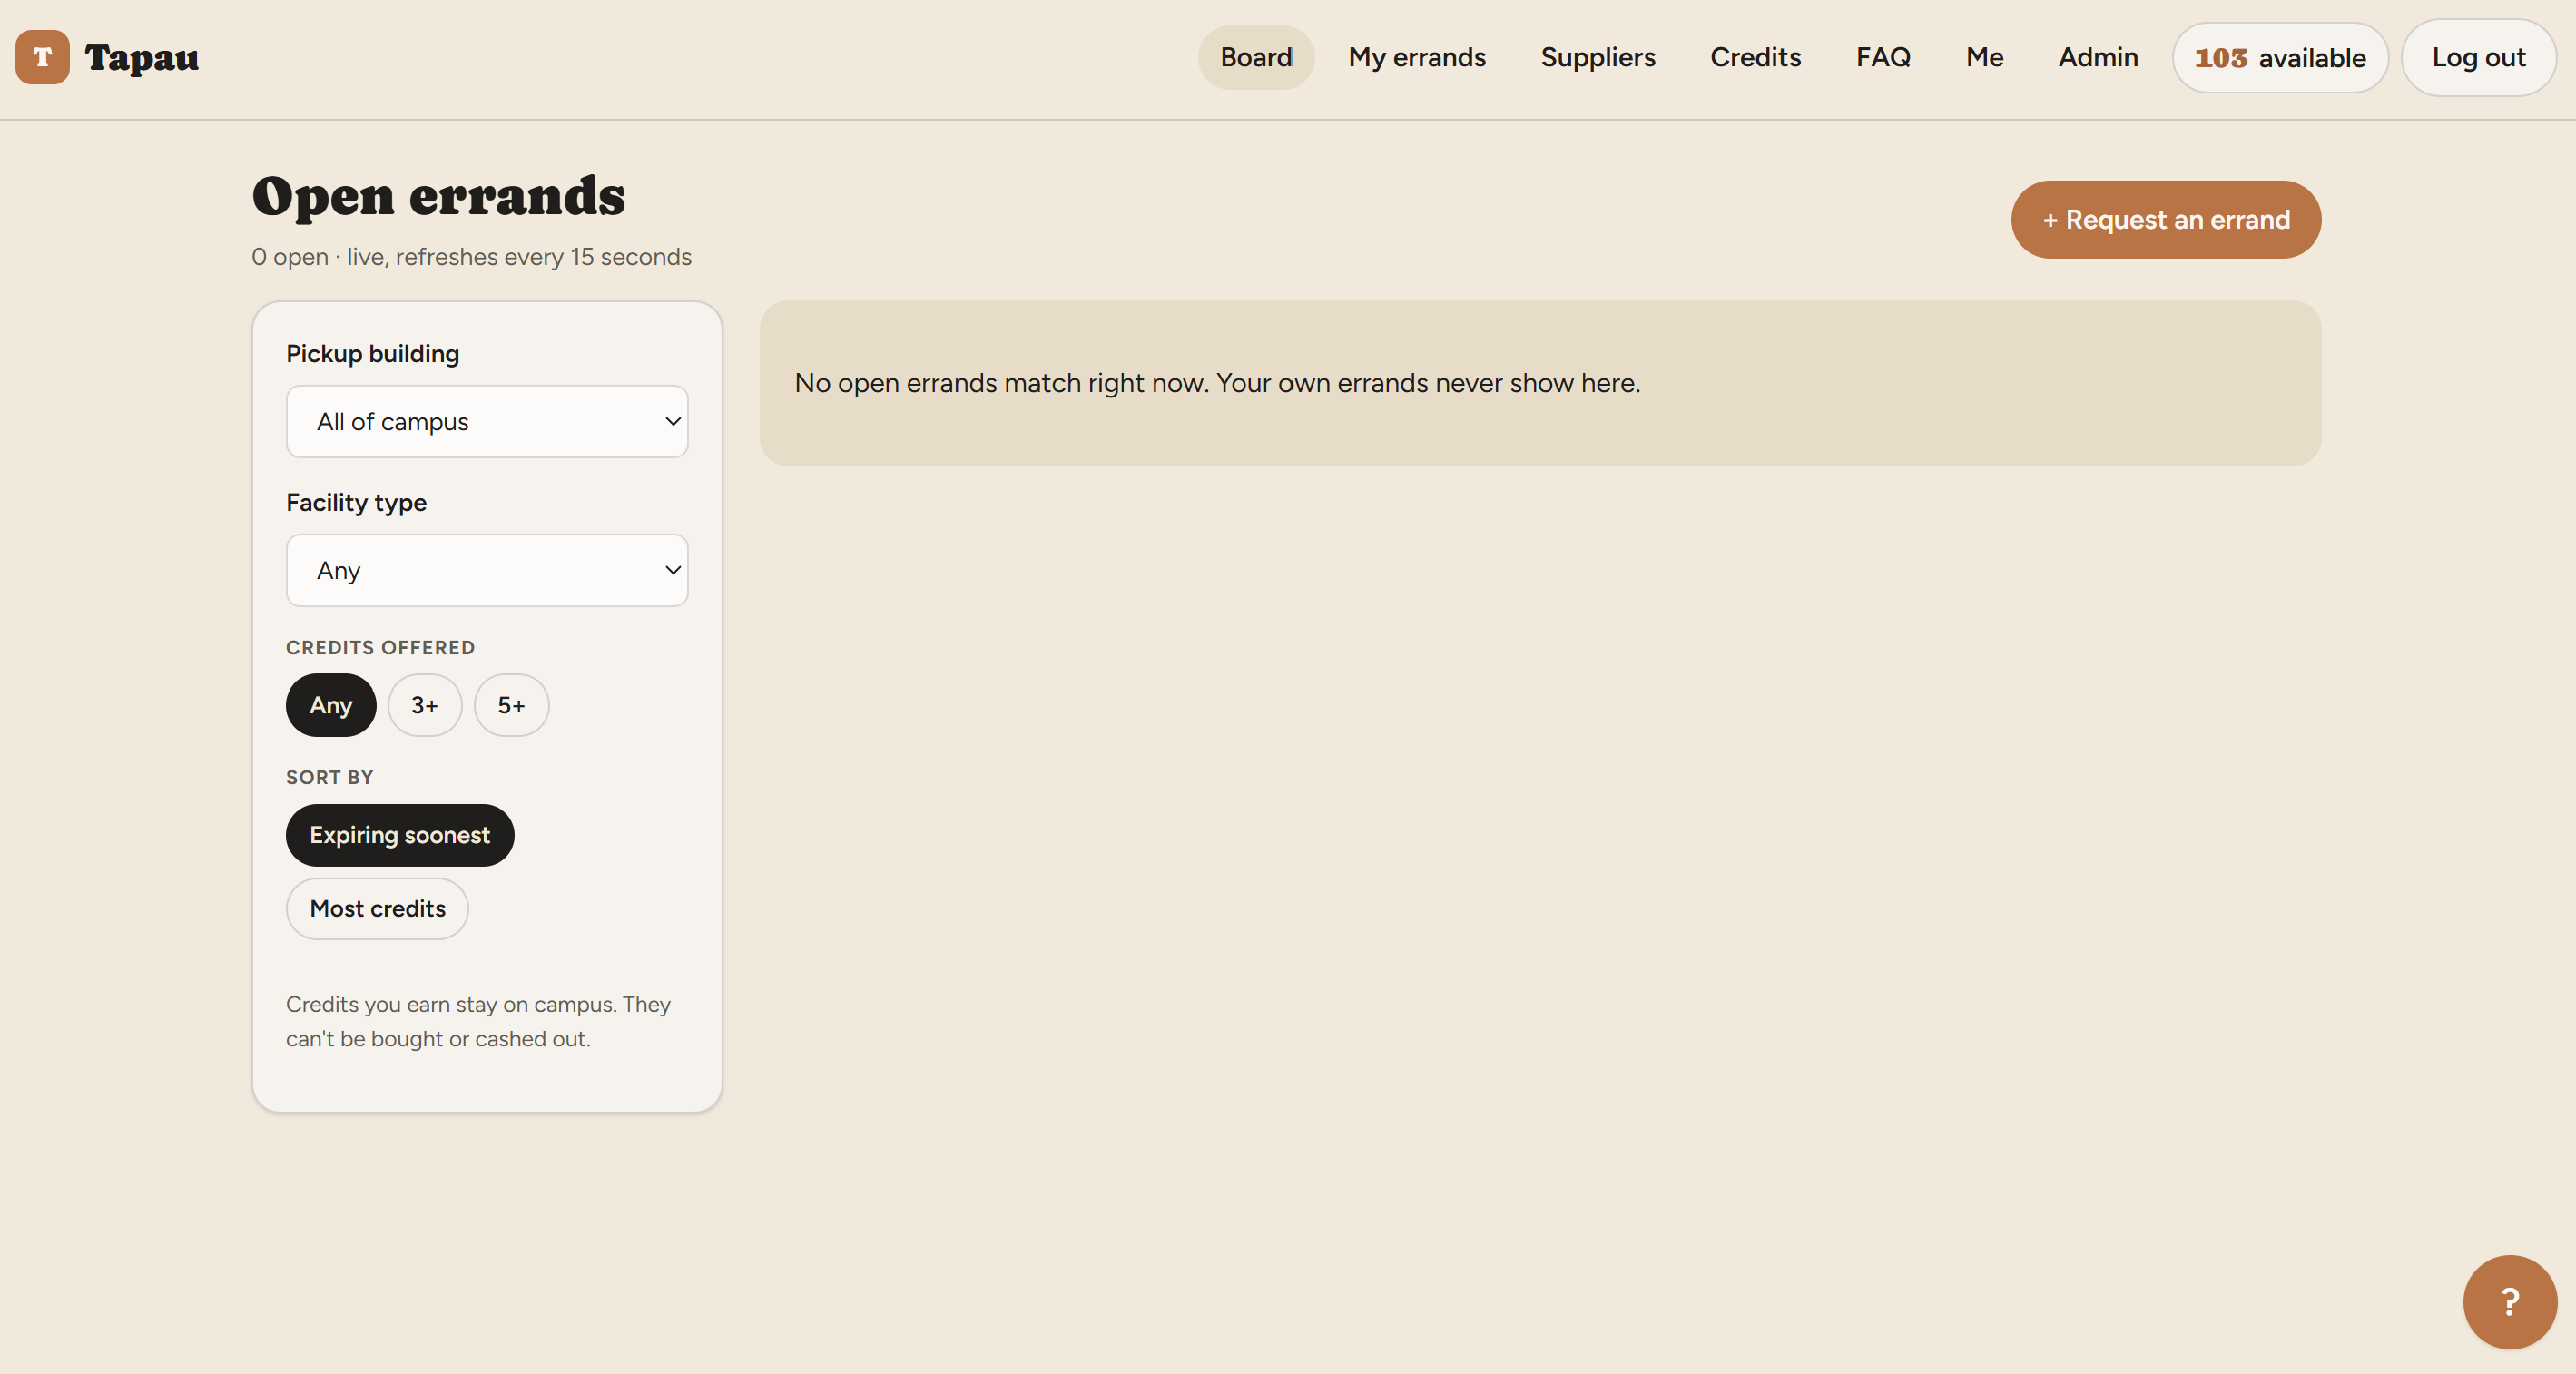 T Tapau
Board My errands Suppliers Credits FAQ Me Admin 103 available Log out
Open errands
0 open · live, refreshes every 15 seconds
+ Request an errand
Pickup building
All of campus
Facility type
Any
CREDITS OFFERED
Any 3+ 5+
SORT BY
Expiring soonest
Most credits
Credits you earn stay on campus. They
can't be bought or cashed out.
No open errands match right now. Your own errands never show here.
?